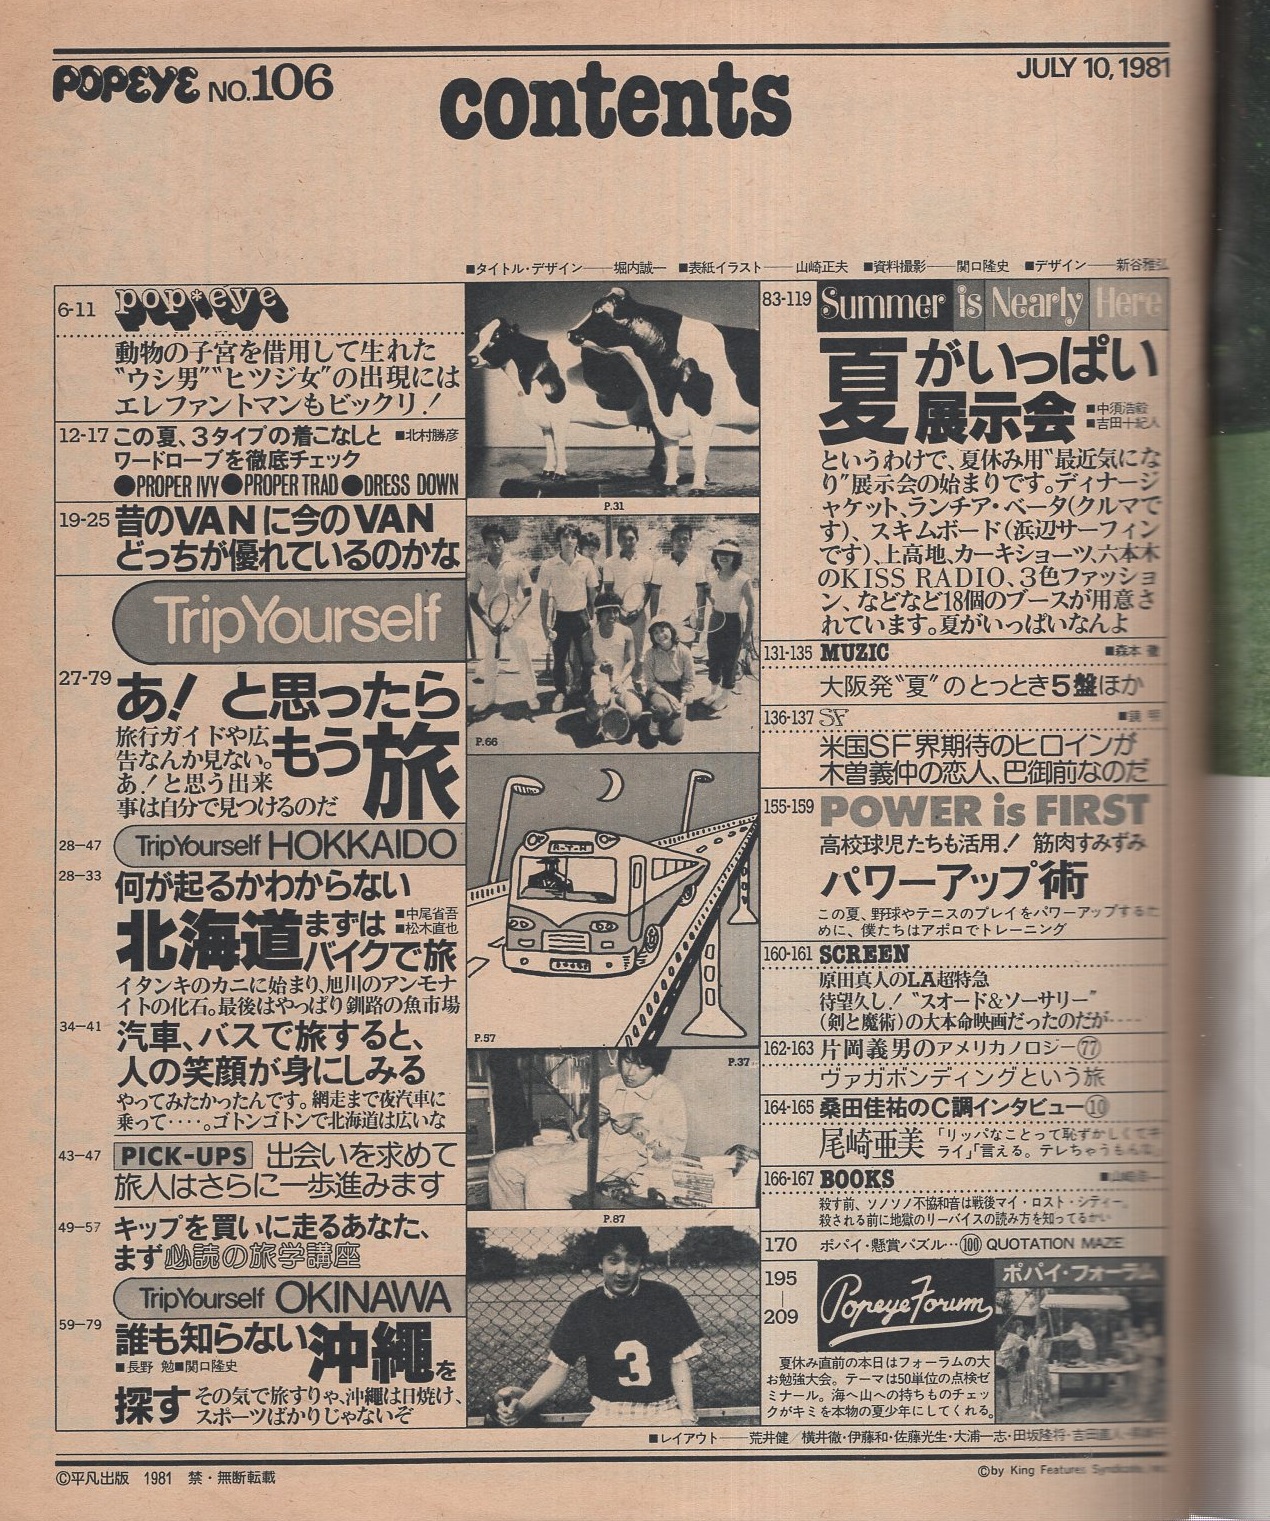 POPEYE NO.106
contents
JULY 10, 1981
■タイトル・デザイン――堀内誠一 ■表紙イラスト――山崎正夫 ■資料撮影――関口隆史 ■デザイン――新谷雅弘
6-11 pop*eye
動物の子宮を借用して生れた
〝ウシ男〞〝ヒツジ女〞の出現には
エレファントマンもビックリ!
12-17 この夏、3タイプの着こなしと ■北村勝彦
ワードローブを徹底チェック
●PROPER IVY●PROPER TRAD●DRESS DOWN
19-25 昔のVANに今のVAN
どっちが優れているのかな
TripYourself
27-79 あ! と思ったら
もう旅
旅行ガイドや広
告なんか見ない。
あ!と思う出来
事は自分で見つけるのだ
28-47 TripYourself HOKKAIDO
28-33 何が起るかわからない
北海道まずは
バイクで旅
■中尾省吾
■松木直也
イタンキのカニに始まり、旭川のアンモナ
イトの化石。最後はやっぱり釧路の魚市場
34-41 汽車、バスで旅すると、
人の笑顔が身にしみる
やってみたかったんです。網走まで夜汽車に
乗って‥‥。ゴトンゴトンで北海道は広いな
43-47 PICK-UPS 出会いを求めて
旅人はさらに一歩進みます
49-57 キップを買いに走るあなた、
まず必読の旅学講座
TripYourself OKINAWA
59-79 誰も知らない沖繩を
■長野 勉■関口隆史
探す その気で旅すりゃ、沖縄は日焼け、
スポーツばかりじゃないぞ
P.31
P.66
R-T-H
P.57
P.37
P.87
3
83-119 Summer is Nearly Here
夏がいっぱい
展示会
■中須浩毅
■吉田十紀人
というわけで、夏休み用〝最近気にな
り〞展示会の始まりです。ディナージ
ャケット、ランチア・ベータ(クルマで
す)、スキムボード(浜辺サーフィン
です)、上高地、カーキショーツ、六本木
のKISS RADIO、3色ファッショ
ン、などなど18個のブースが用意さ
れています。夏がいっぱいなんよ
131-135 MUZIC ■森本 徹
大阪発〝夏〞のとっとき5盤ほか
136-137 SF
米国SF界期待のヒロインが
木曽義仲の恋人、巴御前なのだ
155-159 POWER is FIRST
高校球児たちも活用! 筋肉すみずみ
パワーアップ術
この夏、野球やテニスのプレイをパワーアップするた
めに、僕たちはアポロでトレーニング
160-161 SCREEN
原田真人のLA超特急
待望久し!〝スオード&ソーサリー〞
(剣と魔術)の大本命映画だったのだが‥‥
162-163 片岡義男のアメリカノロジー㊆
ヴァガボンディングという旅
164-165 桑田佳祐のC調インタビュー⑩
尾崎亜美 「リッパなことって恥ずかしくて
ライ」「言える。テレちゃう
166-167 BOOKS
殺す前、ソノソノ不協和音は戦後マイ・ロスト・シティー。
殺される前に地獄のリーバイスの読み方を知ってるかい
170 ポパイ・懸賞パズル‥(100) QUOTATION MAZE
195
|
209
Popeye Forum
ポパイ・フォーラム
夏休み直前の本日はフォーラムの大
お勉強大会。テーマは50単位の点検ゼ
ミナール。海へ山への持ちものチェッ
クがキミを本物の夏少年にしてくれる。
■レイアウト――荒井健/横井徹・伊藤和・佐藤光生・大浦一志・田坂隆将・吉田直人
©平凡出版 1981 禁・無断転載
©by King Features Syndicate,